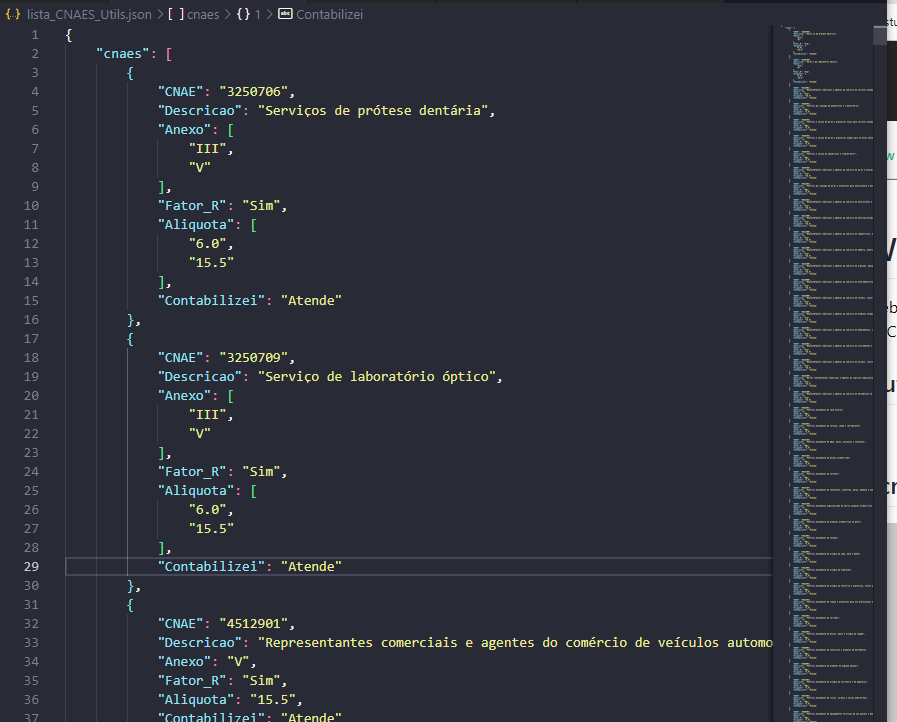 lista_CNAES_Utils.json > [ ] cnaes > {} 1 > abc Contabilizei
1 {
2 "cnaes": [
3 {
4 "CNAE": "3250706",
5 "Descricao": "Serviços de prótese dentária",
6 "Anexo": [
7 "III",
8 "V"
9 ],
10 "Fator_R": "Sim",
11 "Aliquota": [
12 "6.0",
13 "15.5"
14 ],
15 "Contabilizei": "Atende"
16 },
17 {
18 "CNAE": "3250709",
19 "Descricao": "Serviço de laboratório óptico",
20 "Anexo": [
21 "III",
22 "V"
23 ],
24 "Fator_R": "Sim",
25 "Aliquota": [
26 "6.0",
27 "15.5"
28 ],
29 "Contabilizei": "Atende"
30 },
31 {
32 "CNAE": "4512901",
33 "Descricao": "Representantes comerciais e agentes do comércio de veículos automo
34 "Anexo": "V",
35 "Fator_R": "Sim",
36 "Aliquota": "15.5",
37 "Contabilizei": "Atende"